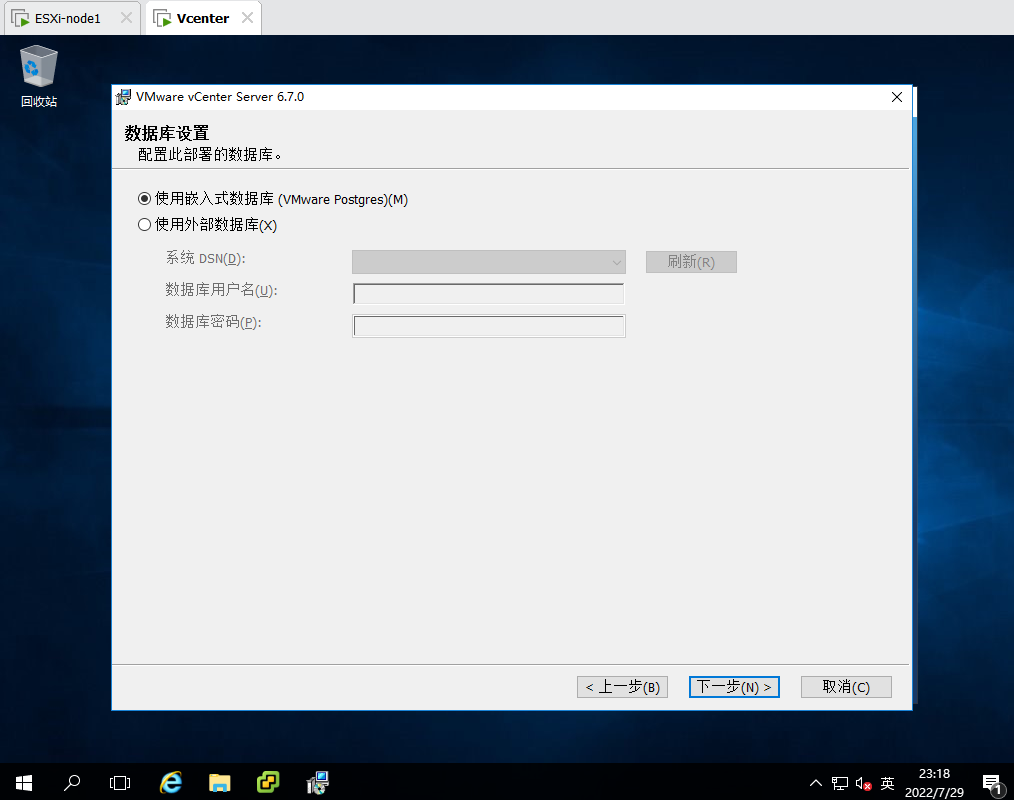 ESXi-node1
Vcenter
回收站
VMware vCenter Server 6.7.0
数据库设置
配置此部署的数据库。
使用嵌入式数据库 (VMware Postgres)(M)
使用外部数据库(X)
系统 DSN(D):
刷新(R)
数据库用户名(U):
数据库密码(P):
< 上一步(B)
下一步(N) >
取消(C)
英
23:18
2022/7/29
1